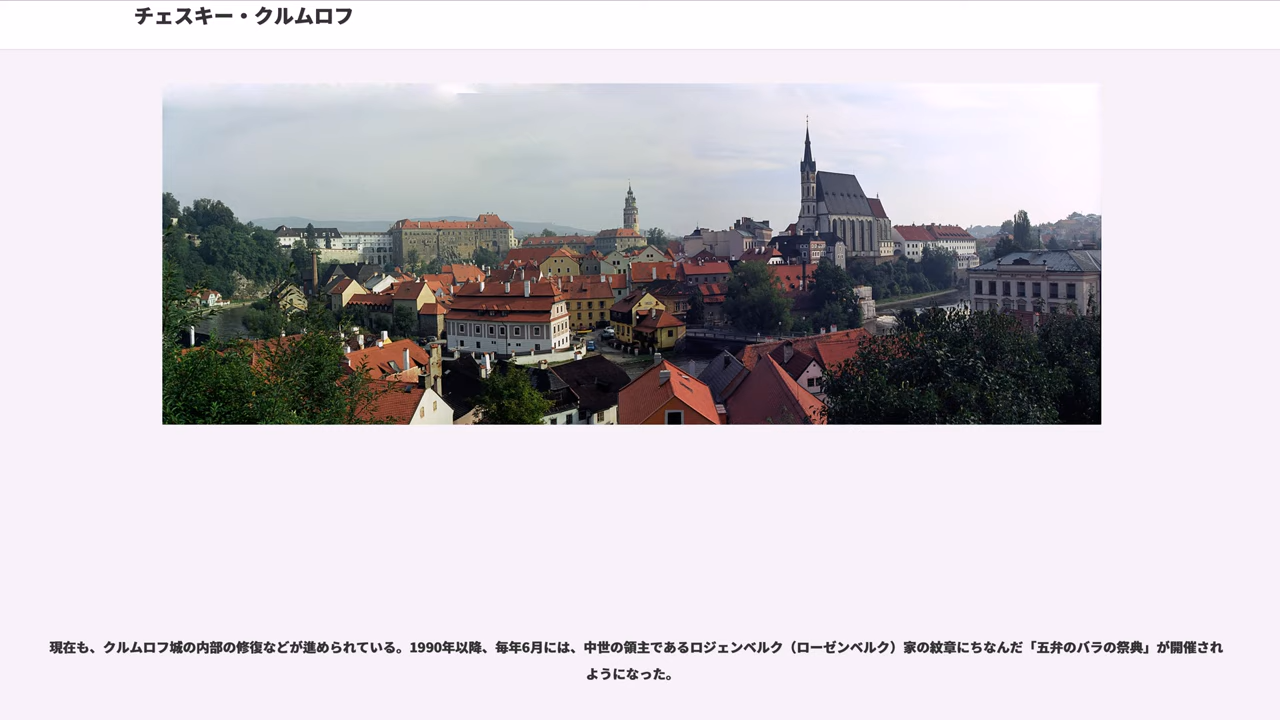 チェスキー・クルムロフ
現在も、クルムロフ城の内部の修復などが進められている。1990年以降、毎年6月には、中世の領主であるロジェンベルク（ローゼンベルク）家の紋章にちなんだ「五弁のバラの祭典」が開催され
ようになった。